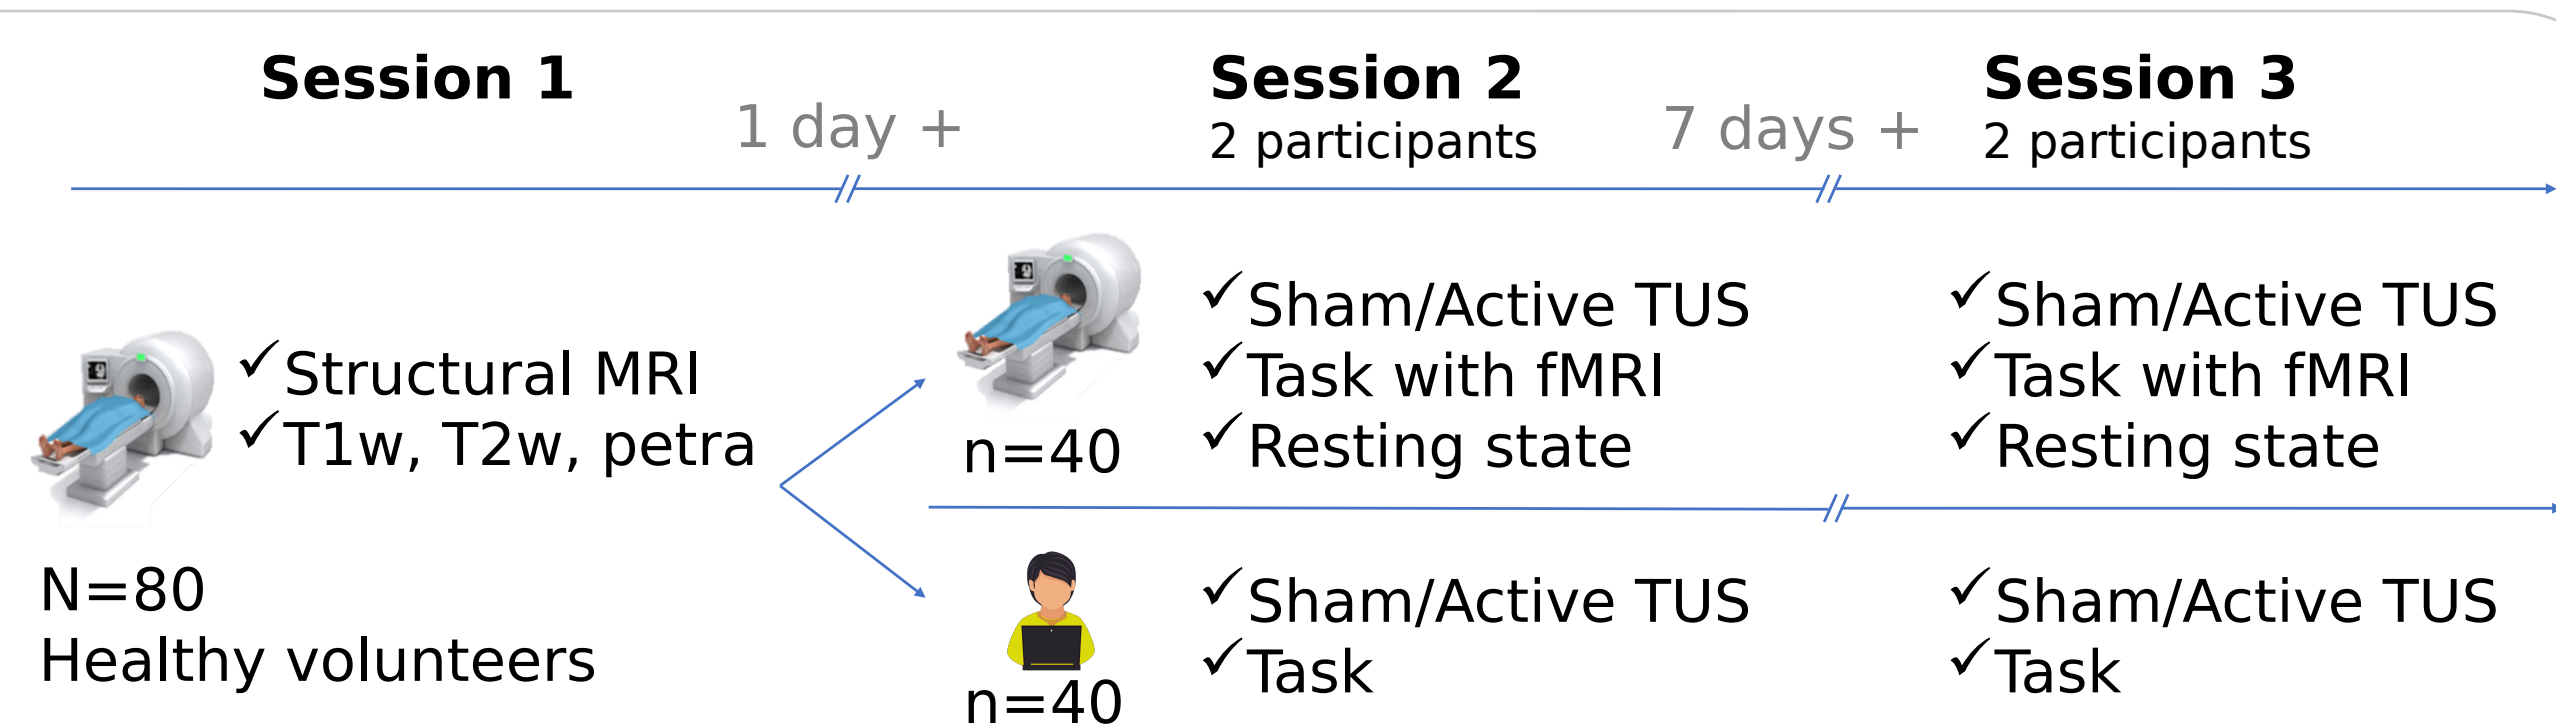 Session 1
1 day +
Session 2
2 participants
7 days +
Session 3
2 participants
✓Structural MRI
✓T1w, T2w, petra
N=80
Healthy volunteers
n=40
✓Sham/Active TUS
✓Task with fMRI
✓Resting state
✓Sham/Active TUS
✓Task with fMRI
✓Resting state
n=40
✓Sham/Active TUS
✓Task
✓Sham/Active TUS
✓Task